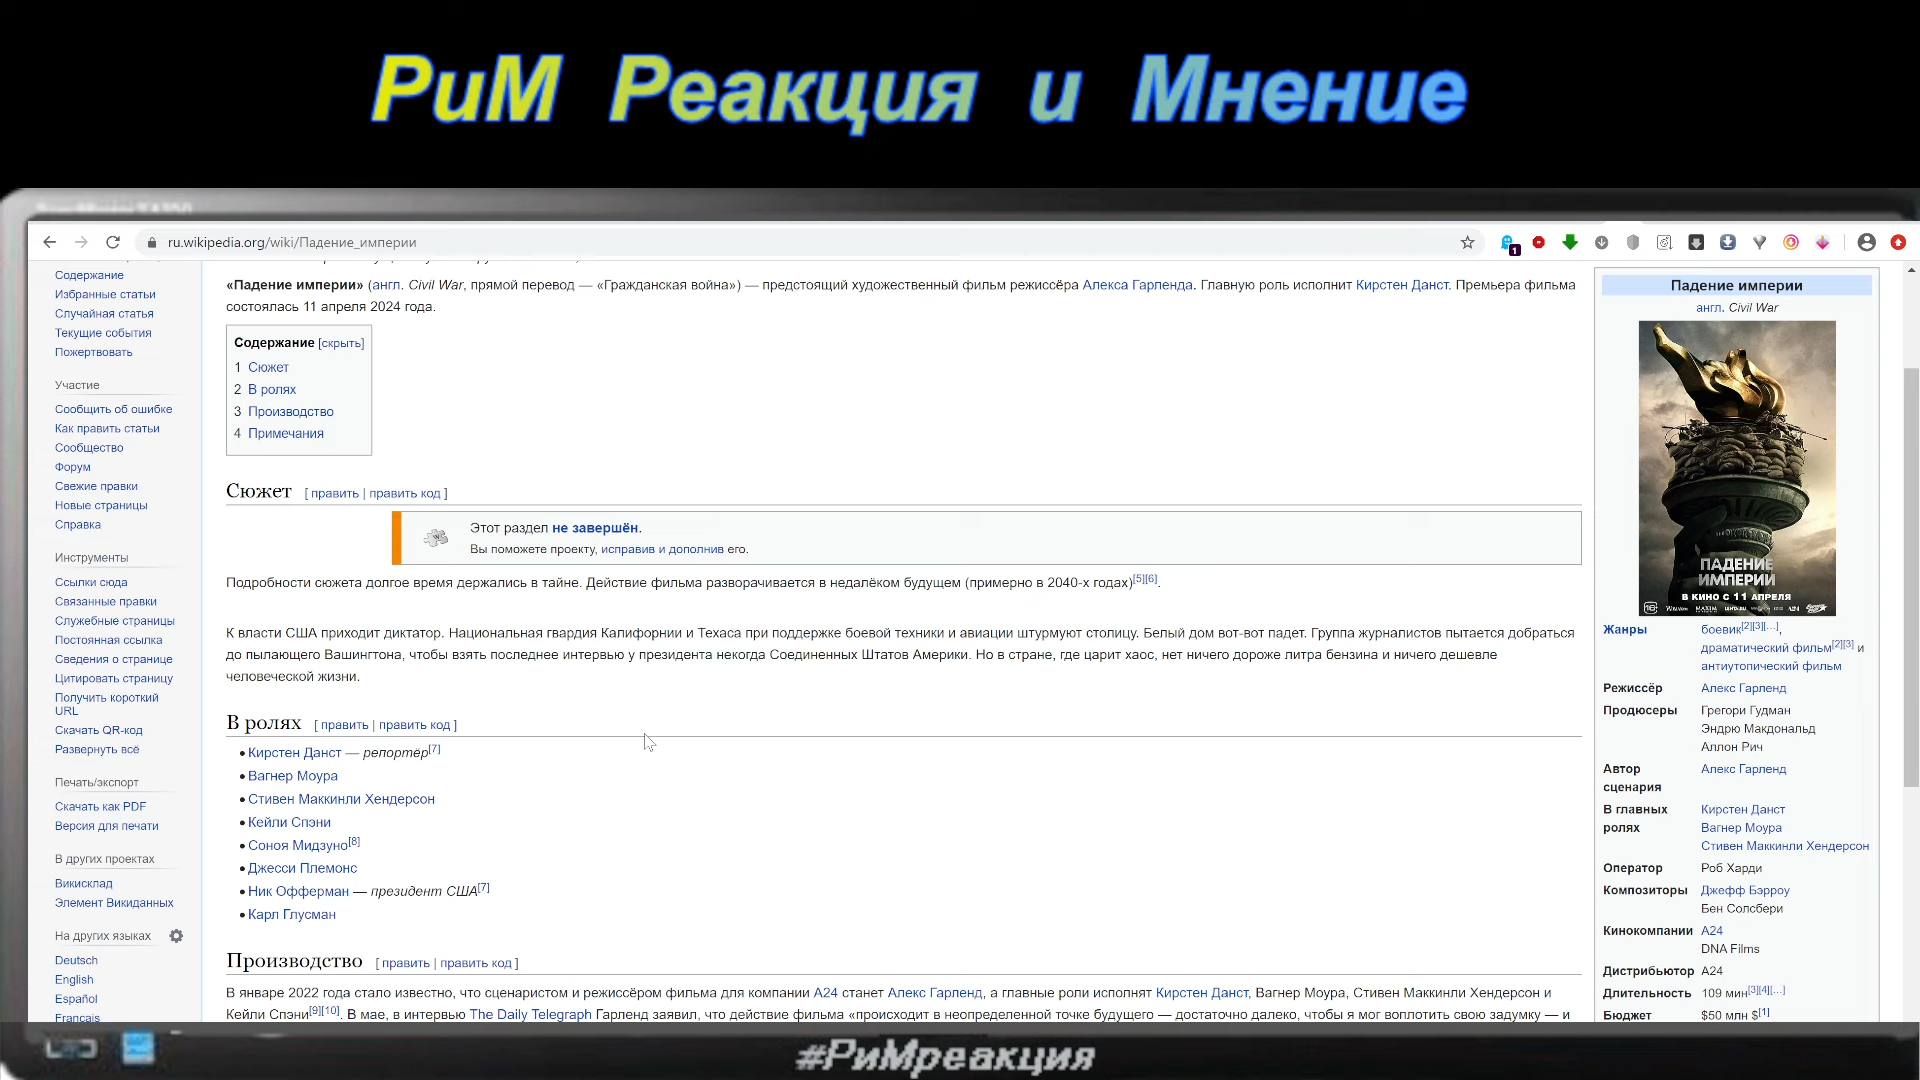 РиМ Реакция и Мнение
ru.wikipedia.org/wiki/Падение_империи
1
Содержание
Избранные статьи
Случайная статья
Текущие события
Пожертвовать
Участие
Сообщить об ошибке
Как править статьи
Сообщество
Форум
Свежие правки
Новые страницы
Справка
Инструменты
Ссылки сюда
Связанные правки
Служебные страницы
Постоянная ссылка
Сведения о странице
Цитировать страницу
Получить короткий
URL
Скачать QR-код
Развернуть всё
Печать/экспорт
Скачать как PDF
Версия для печати
В других проектах
Викисклад
Элемент Викиданных
На других языках
Deutsch
English
Español
Français
«Падение империи» (англ. Civil War, прямой перевод — «Гражданская война») — предстоящий художественный фильм режиссёра Алекса Гарленда. Главную роль исполнит Кирстен Данст. Премьера фильма
состоялась 11 апреля 2024 года.
Содержание [скрыть]
1 Сюжет
2 В ролях
3 Производство
4 Примечания
Сюжет [ править | править код ]
Этот раздел не завершён.
Вы поможете проекту, исправив и дополнив его.
Подробности сюжета долгое время держались в тайне. Действие фильма разворачивается в недалёком будущем (примерно в 2040-х годах)[5][6].
К власти США приходит диктатор. Национальная гвардия Калифорнии и Техаса при поддержке боевой техники и авиации штурмуют столицу. Белый дом вот-вот падет. Группа журналистов пытается добраться
до пылающего Вашингтона, чтобы взять последнее интервью у президента некогда Соединенных Штатов Америки. Но в стране, где царит хаос, нет ничего дороже литра бензина и ничего дешевле
человеческой жизни.
В ролях [ править | править код ]
Кирстен Данст — репортёр[7]
Вагнер Моура
Стивен Маккинли Хендерсон
Кейли Спэни
Соноя Мидзуно[8]
Джесси Племонс
Ник Офферман — президент США[7]
Карл Глусман
Производство [ править | править код ]
В январе 2022 года стало известно, что сценаристом и режиссёром фильма для компании A24 станет Алекс Гарленд, а главные роли исполнят Кирстен Данст, Вагнер Моура, Стивен Маккинли Хендерсон и
Кейли Спэни[9][10]. В мае, в интервью The Daily Telegraph Гарленд заявил, что действие фильма «происходит в неопределенной точке будущего — достаточно далеко, чтобы я мог воплотить свою задумку — и
Падение империи
англ. Civil War
ПАДЕНИЕ
ИМПЕРИИ
В КИНО С 11 АПРЕЛЯ
Жанры боевик[2][3][...],
драматический фильм[2][3] и
антиутопический фильм
Режиссёр Алекс Гарленд
Продюсеры Грегори Гудман
Эндрю Макдональд
Аллон Рич
Автор сценария Алекс Гарленд
В главных ролях Кирстен Данст
Вагнер Моура
Стивен Маккинли Хендерсон
Оператор Роб Харди
Композиторы Джефф Бэрроу
Бен Солсбери
Кинокомпании A24
DNA Films
Дистрибьютор A24
Длительность 109 мин[3][4][...]
Бюджет $50 млн $[1]
#РиМреакция